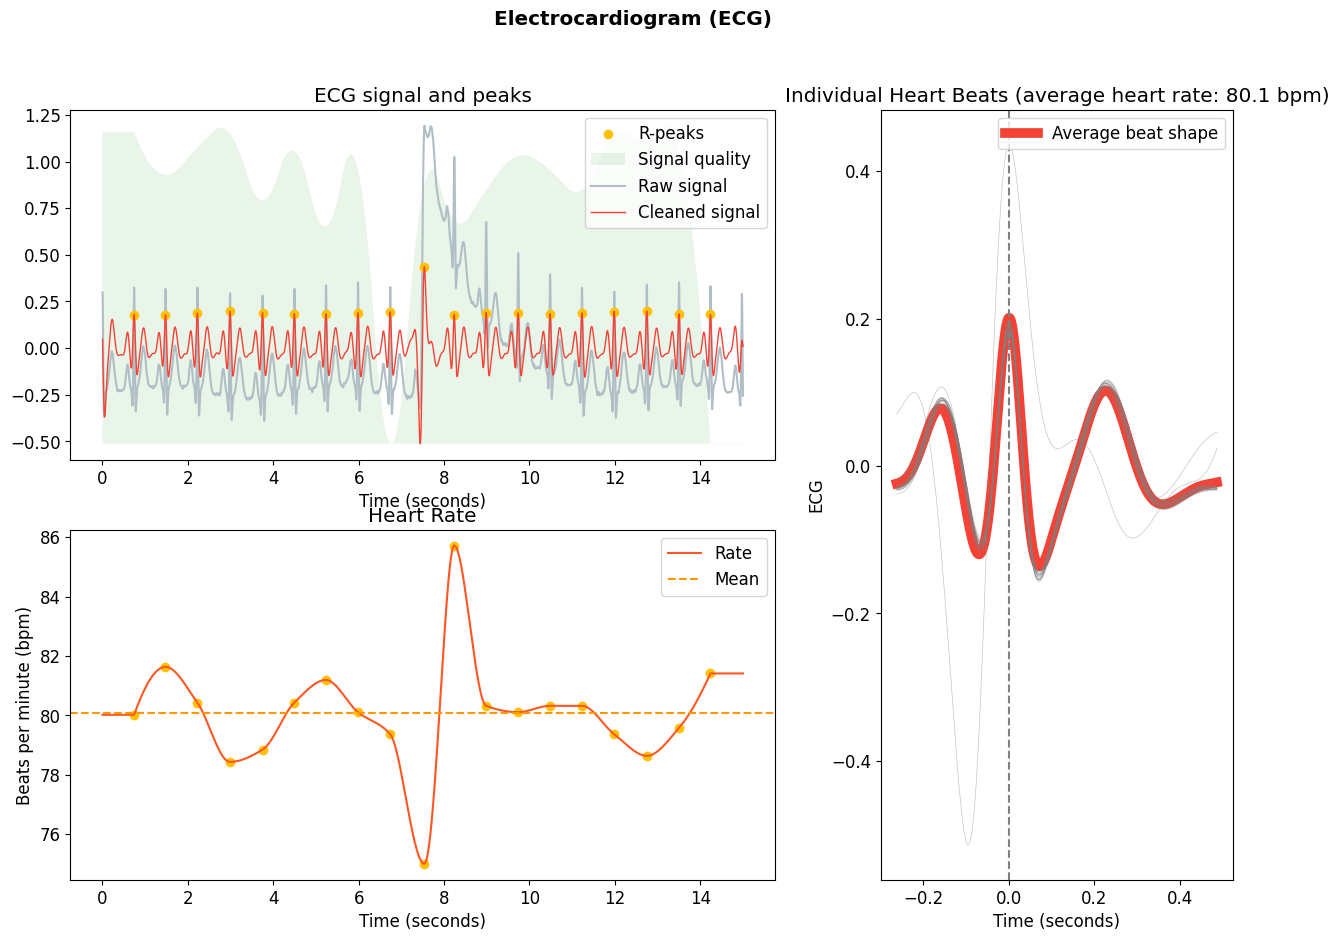 Electrocardiogram (ECG)
ECG signal and peaks
R-peaks
Signal quality
Raw signal
Cleaned signal
1.25
1.00
0.75
0.50
0.25
0.00
−0.25
−0.50
0 2 4 6 8 10 12 14
Time (seconds)
Heart Rate
Rate
Mean
Beats per minute (bpm)
86
84
82
80
78
76
0 2 4 6 8 10 12 14
Time (seconds)
Individual Heart Beats (average heart rate: 80.1 bpm)
Average beat shape
ECG
0.4
0.2
0.0
−0.2
−0.4
−0.2 0.0 0.2 0.4
Time (seconds)